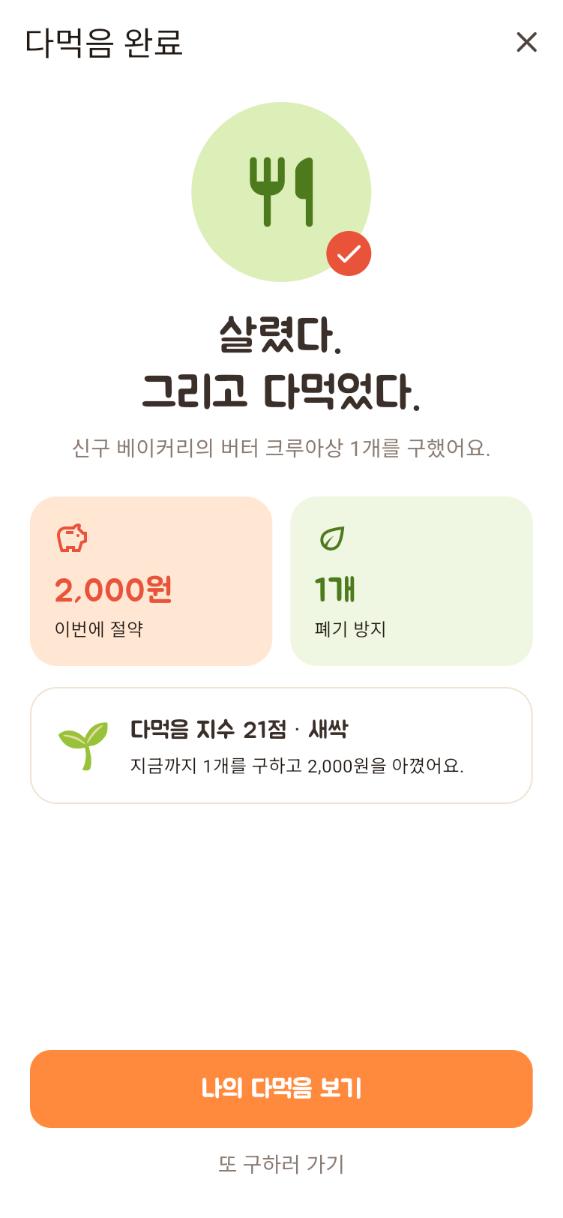 다먹음 완료
살렸다.
그리고 다먹었다.
신구 베이커리의 버터 크루아상 1개를 구했어요.
2,000원
이번에 절약
1개
폐기 방지
다먹음 지수 21점 · 새싹
지금까지 1개를 구하고 2,000원을 아꼈어요.
나의 다먹음 보기
또 구하러 가기